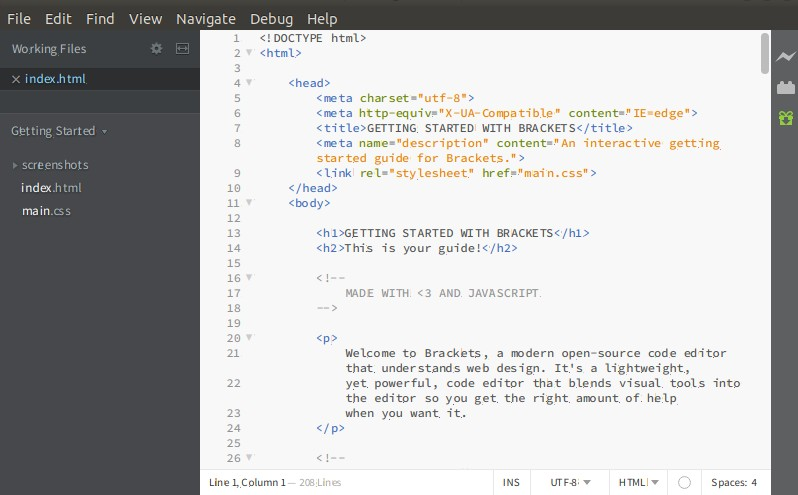 File Edit Find View Navigate Debug Help
Working Files
index.html
Getting Started
screenshots
index.html
main.css
1 <!DOCTYPE html>
2 <html>
3
4 <head>
5 <meta charset="utf-8">
6 <meta http-equiv="X-UA-Compatible" content="IE=edge">
7 <title>GETTING STARTED WITH BRACKETS</title>
8 <meta name="description" content="An interactive getting
started guide for Brackets.">
9 <link rel="stylesheet" href="main.css">
10 </head>
11 <body>
12
13 <h1>GETTING STARTED WITH BRACKETS</h1>
14 <h2>This is your guide!</h2>
15
16 <!--
17 MADE WITH <3 AND JAVASCRIPT
18 -->
19
20 <p>
21 Welcome to Brackets, a modern open-source code editor
that understands web design. It's a lightweight,
22 yet powerful, code editor that blends visual tools into
the editor so you get the right amount of help
23 when you want it.
24 </p>
25
26 <!--
Line 1, Column 1 — 208 Lines INS UTF-8 HTML Spaces: 4